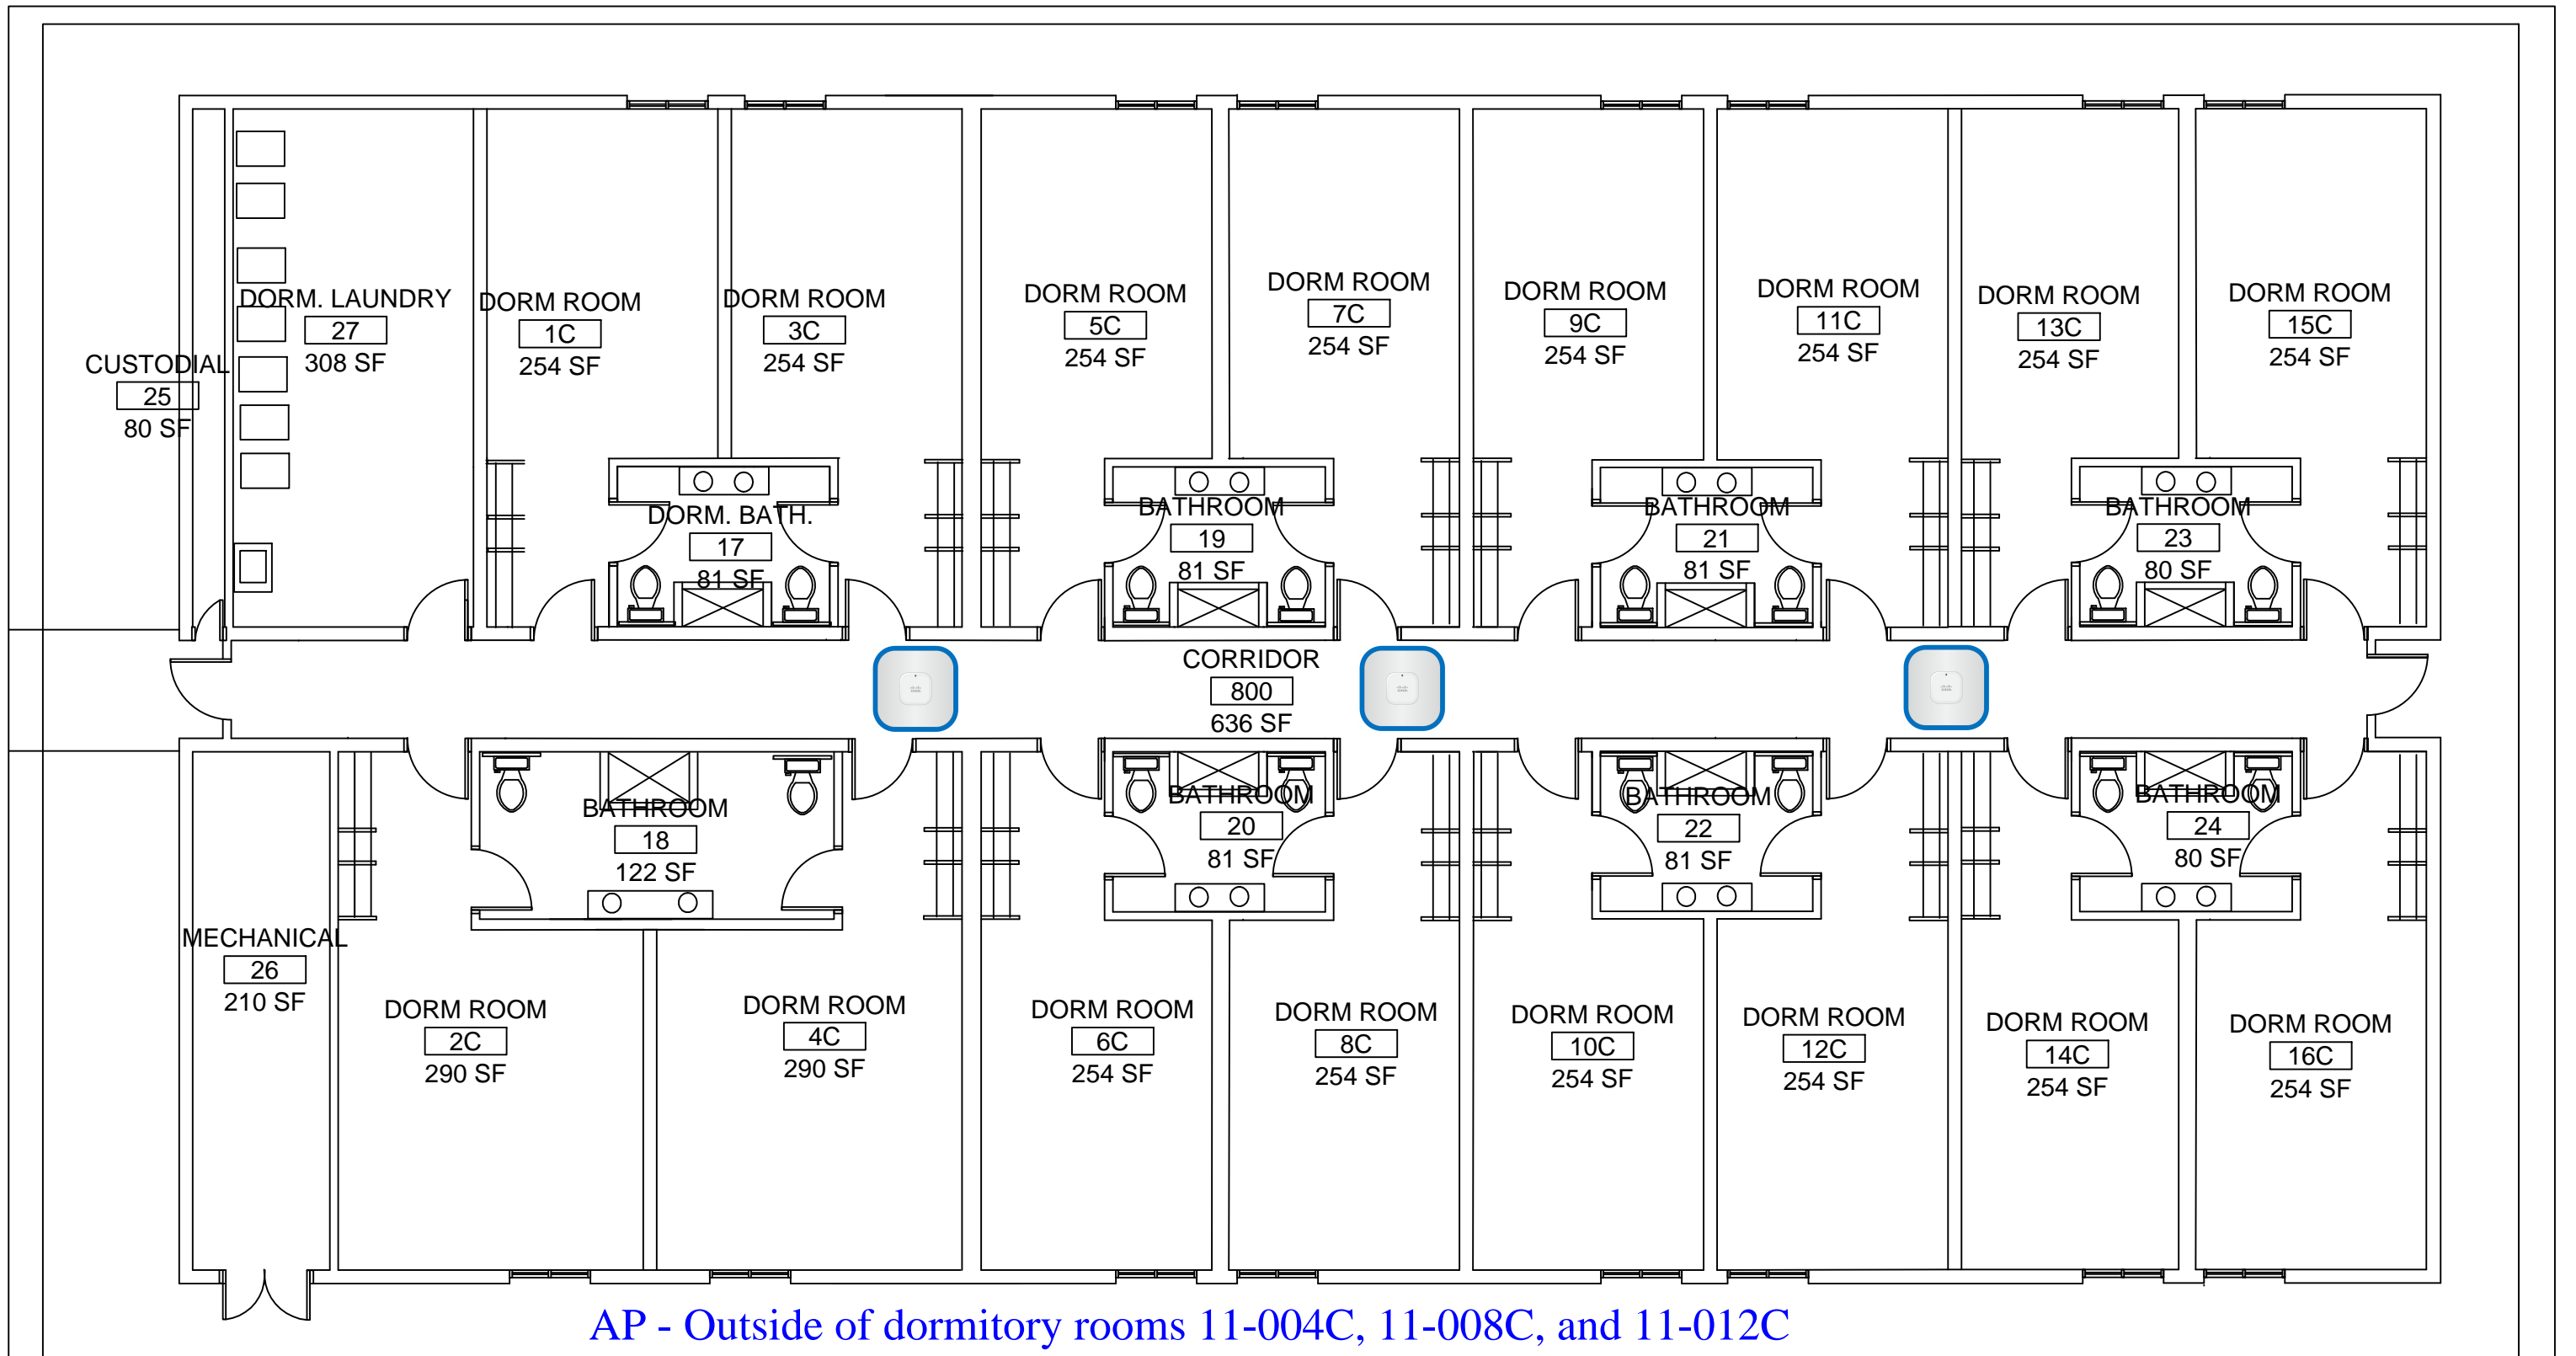 DORM. LAUNDRY
27
308 SF
CUSTODIAL
25
80 SF
DORM ROOM
1C
254 SF
DORM ROOM
3C
254 SF
DORM ROOM
5C
254 SF
DORM ROOM
7C
254 SF
DORM ROOM
9C
254 SF
DORM ROOM
11C
254 SF
DORM ROOM
13C
254 SF
DORM ROOM
15C
254 SF
DORM. BATH.
17
81 SF
BATHROOM
19
81 SF
BATHROOM
21
81 SF
BATHROOM
23
80 SF
CORRIDOR
800
636 SF
BATHROOM
18
122 SF
BATHROOM
20
81 SF
BATHROOM
22
81 SF
BATHROOM
24
80 SF
MECHANICAL
26
210 SF
DORM ROOM
2C
290 SF
DORM ROOM
4C
290 SF
DORM ROOM
6C
254 SF
DORM ROOM
8C
254 SF
DORM ROOM
10C
254 SF
DORM ROOM
12C
254 SF
DORM ROOM
14C
254 SF
DORM ROOM
16C
254 SF
AP - Outside of dormitory rooms 11-004C, 11-008C, and 11-012C